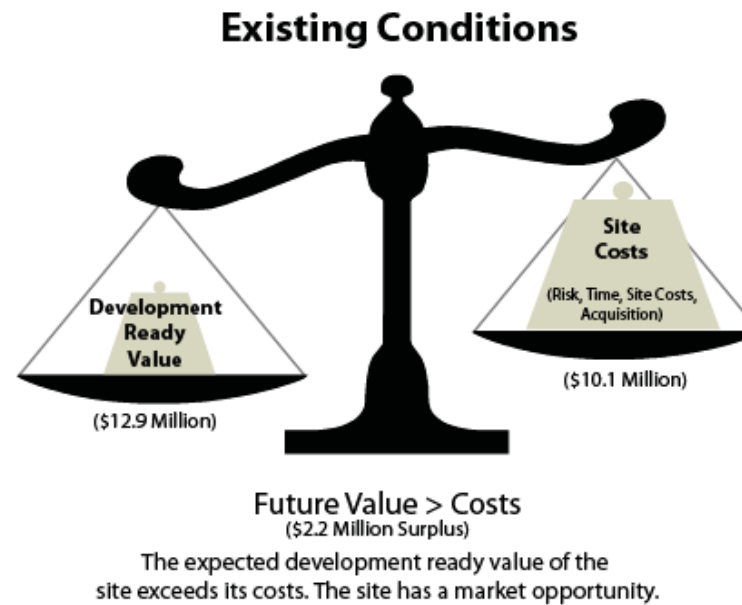 Existing Conditions
Site
Costs
(Risk, Time, Site Costs,
Acquisition)
($10.1 Million)
Development
Ready
Value
($12.9 Million)
Future Value > Costs
($2.2 Million Surplus)
The expected development ready value of the
site exceeds its costs. The site has a market opportunity.